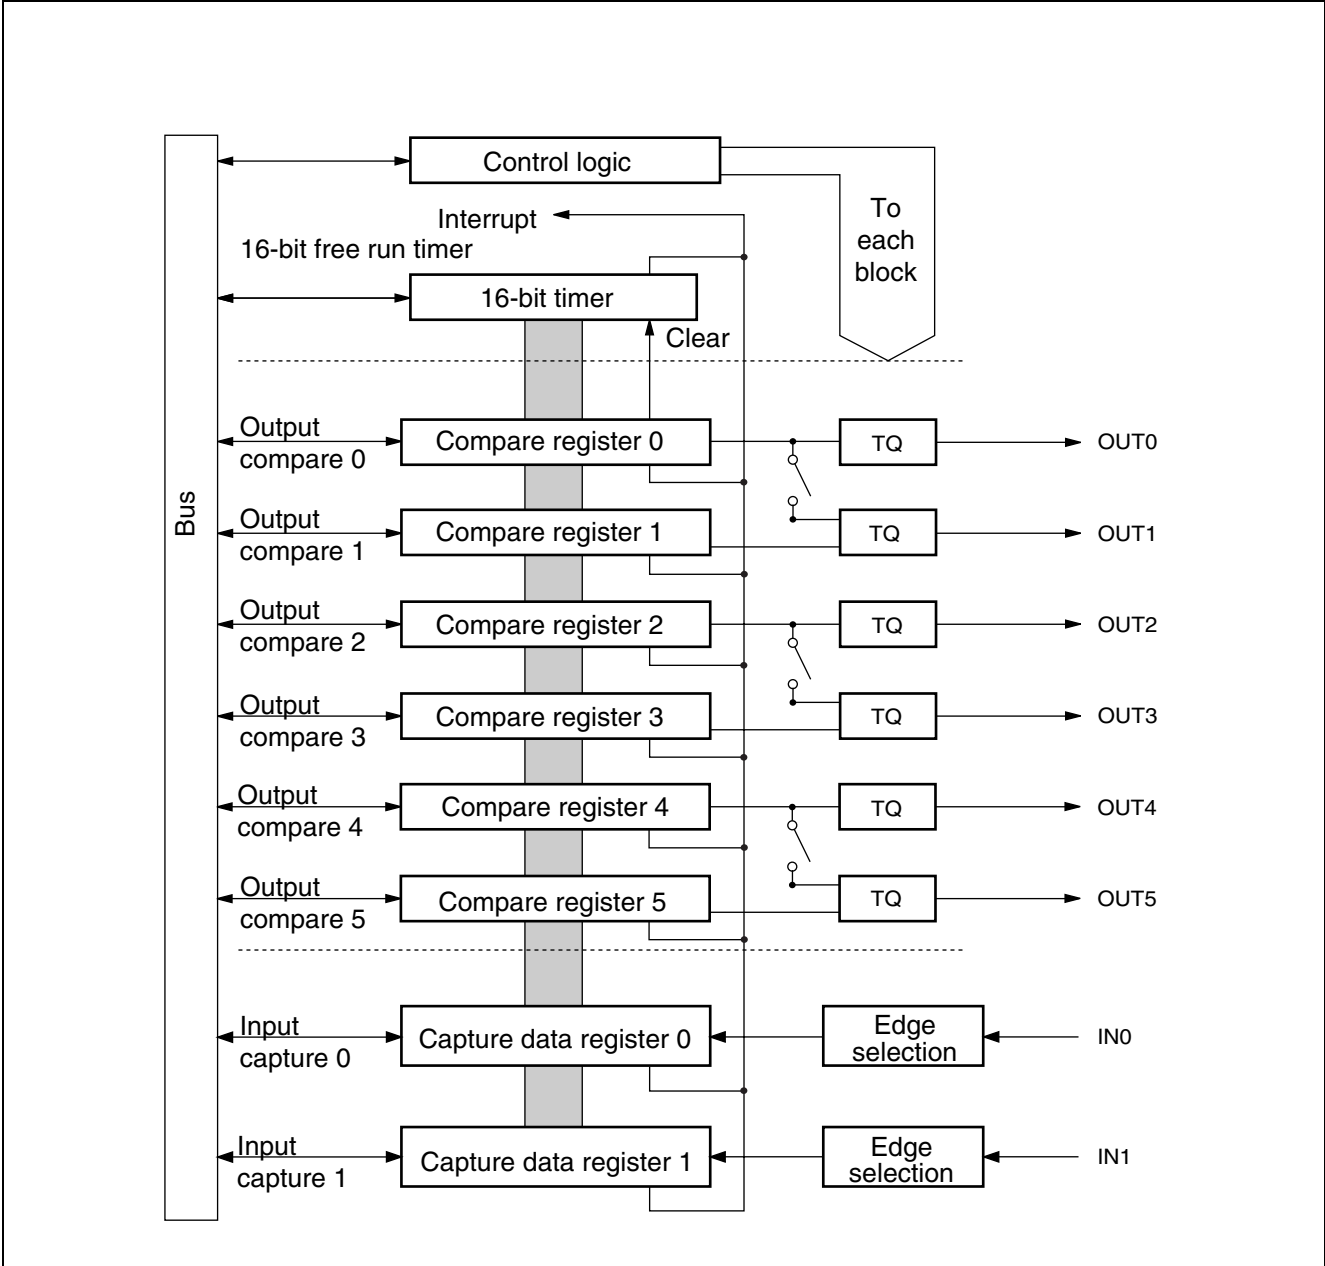 Control logic
To
each
block
Interrupt
16-bit free run timer
16-bit timer
Clear
Bus
Output
compare 0
Compare register 0
TQ
OUT0
Output
compare 1
Compare register 1
TQ
OUT1
Output
compare 2
Compare register 2
TQ
OUT2
Output
compare 3
Compare register 3
TQ
OUT3
Output
compare 4
Compare register 4
TQ
OUT4
Output
compare 5
Compare register 5
TQ
OUT5
Input
capture 0
Capture data register 0
Edge
selection
IN0
Input
capture 1
Capture data register 1
Edge
selection
IN1